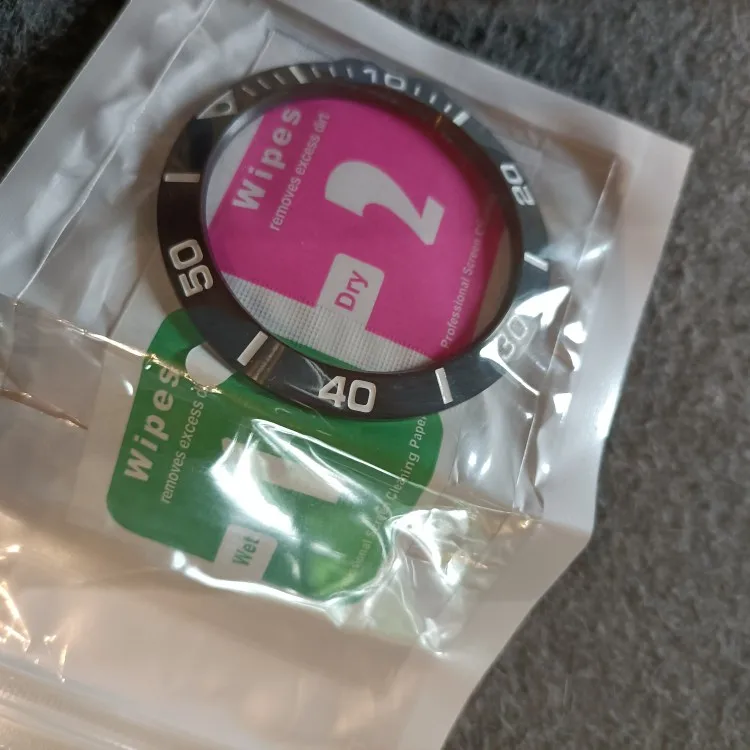 10
20
30
40
50
Wipes
removes excess dirt
2
Dry
Professional Screen
Wipes
removes excess
1
Wet
Cleaning Paper